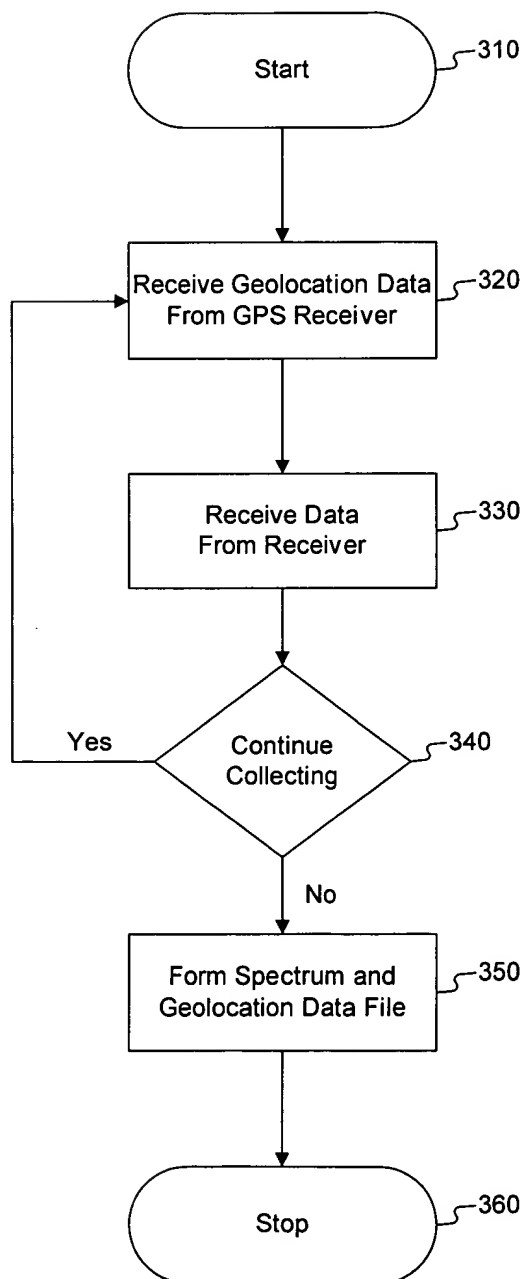 Start
310
Receive Geolocation Data
From GPS Receiver
320
Receive Data
From Receiver
330
Yes
Continue
Collecting
340
No
Form Spectrum and
Geolocation Data File
350
Stop
360